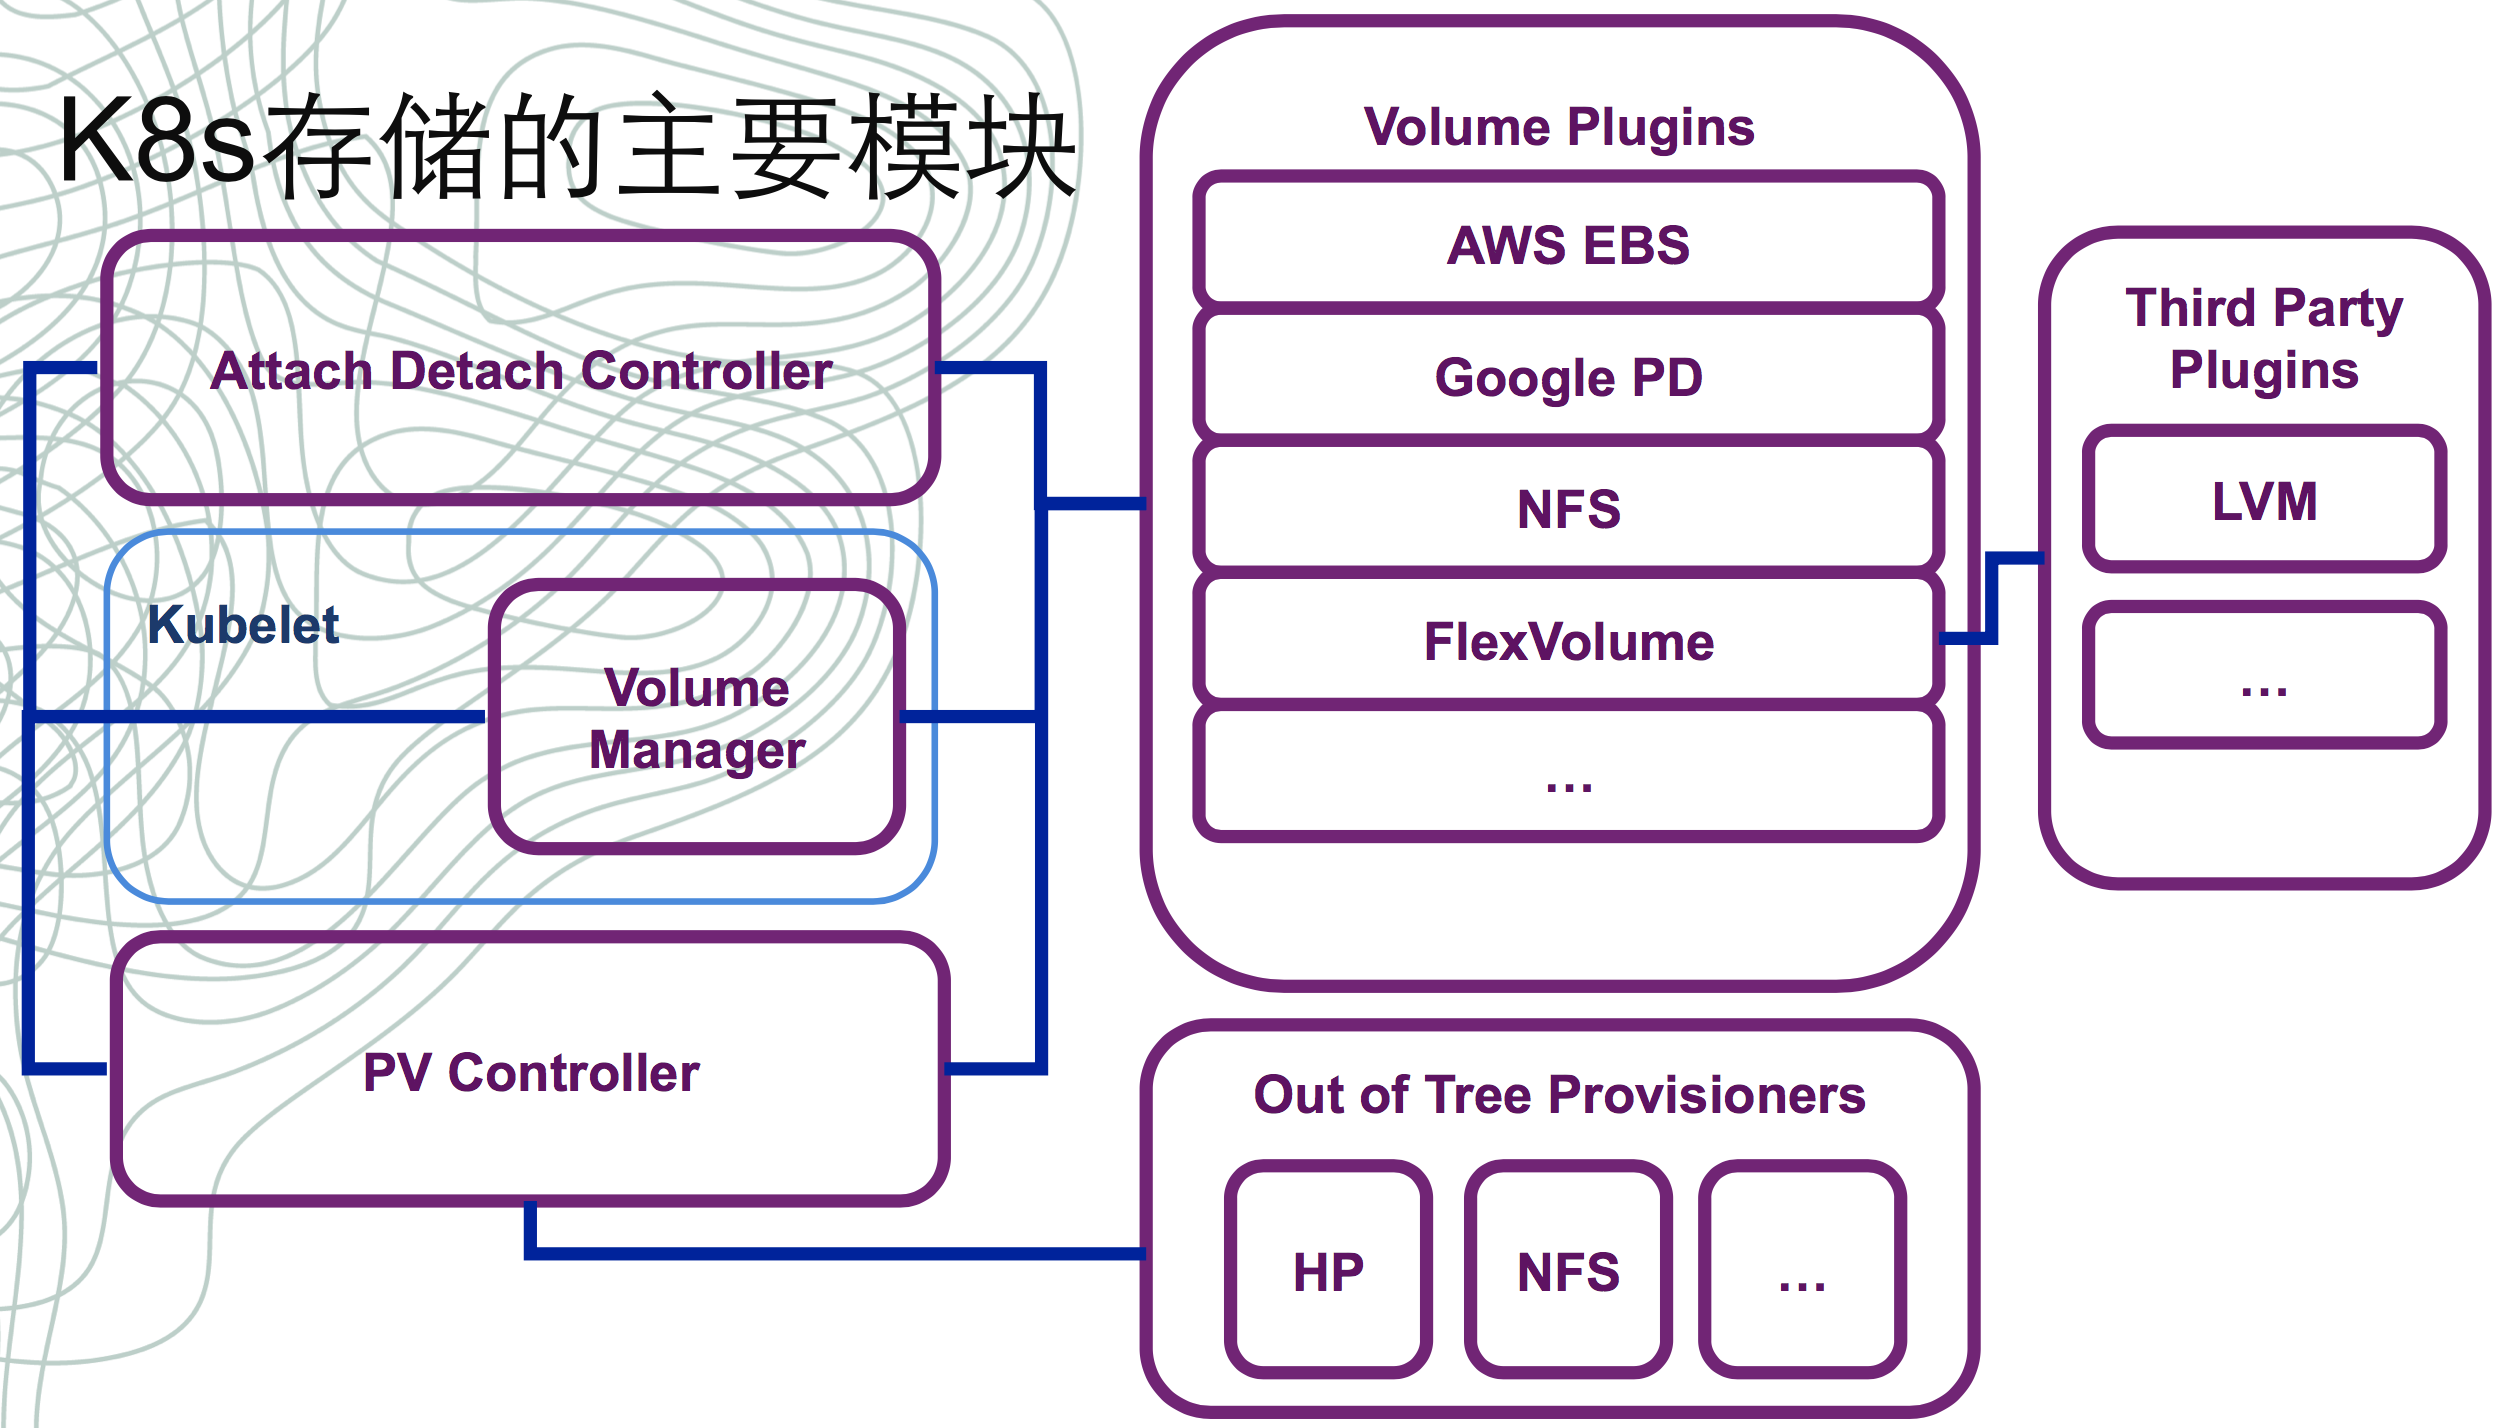 K8s存储的主要模块
Attach Detach Controller
Kubelet
Volume
Manager
PV Controller
Volume Plugins
AWS EBS
Google PD
NFS
FlexVolume
...
Third Party
Plugins
LVM
...
Out of Tree Provisioners
HP
NFS
...